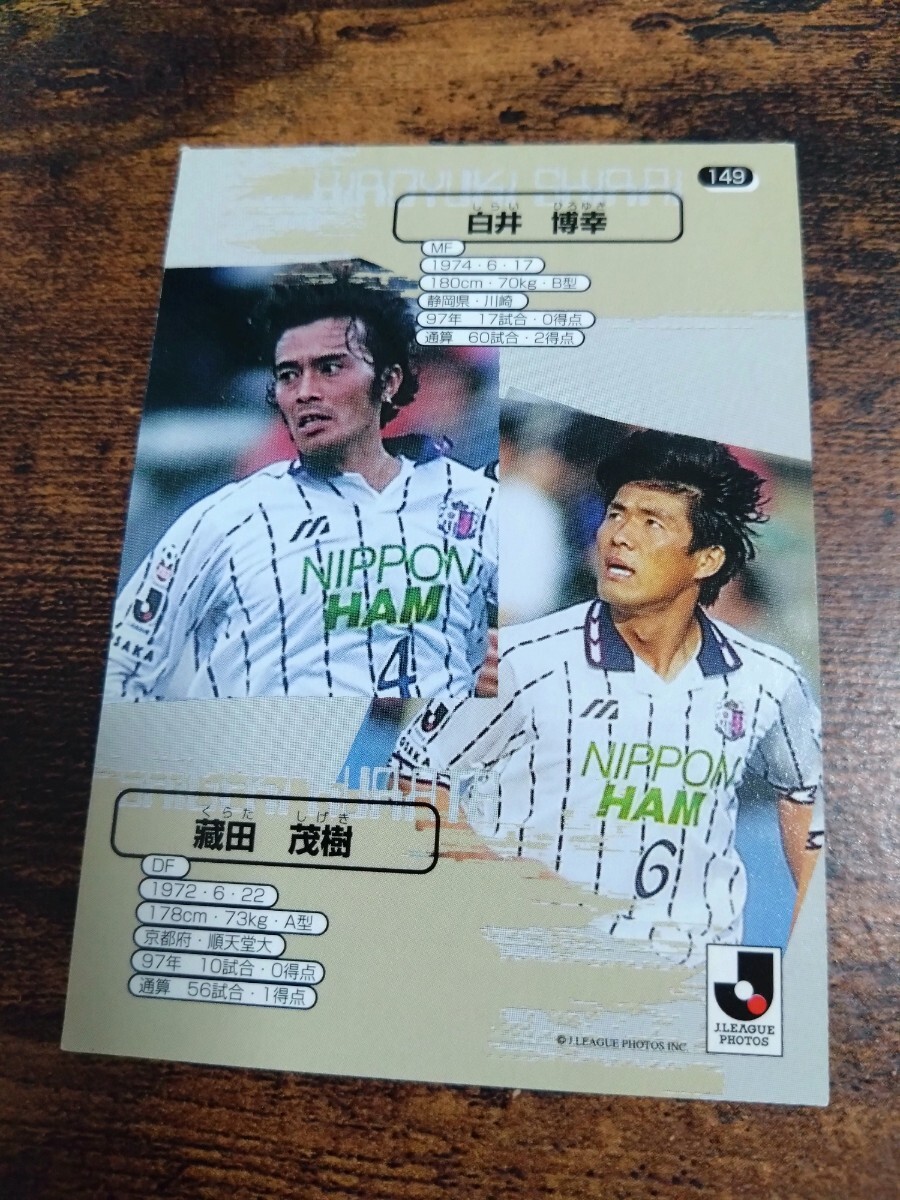 149
HIROYUKI SHIRAI
しらい ひろゆき
白井 博幸
MF
1974・6・17
180cm・70kg・B型
静岡県・川崎
97年 17試合・0得点
通算 60試合・2得点
NIPPON
HAM
4
OSAKA
NIPPON
HAM
6
OSAKA
くらた しげき
藏田 茂樹
DF
1972・6・22
178cm・73kg・A型
京都府・順天堂大
97年 10試合・0得点
通算 56試合・1得点
J.LEAGUE
PHOTOS
© J.LEAGUE PHOTOS INC.